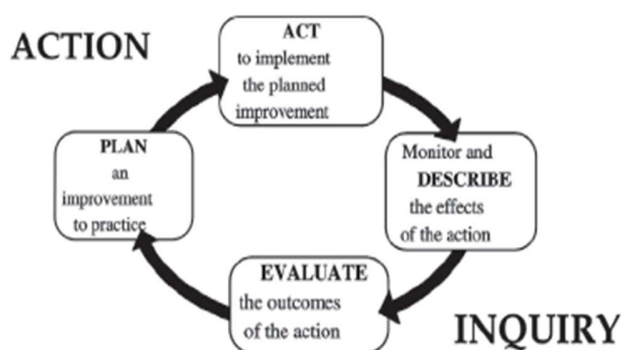 ACTION
ACT
to implement
the planned
improvement
PLAN
an
improvement
to practice
Monitor and
DESCRIBE
the effects
of the action
EVALUATE
the outcomes
of the action
INQUIRY